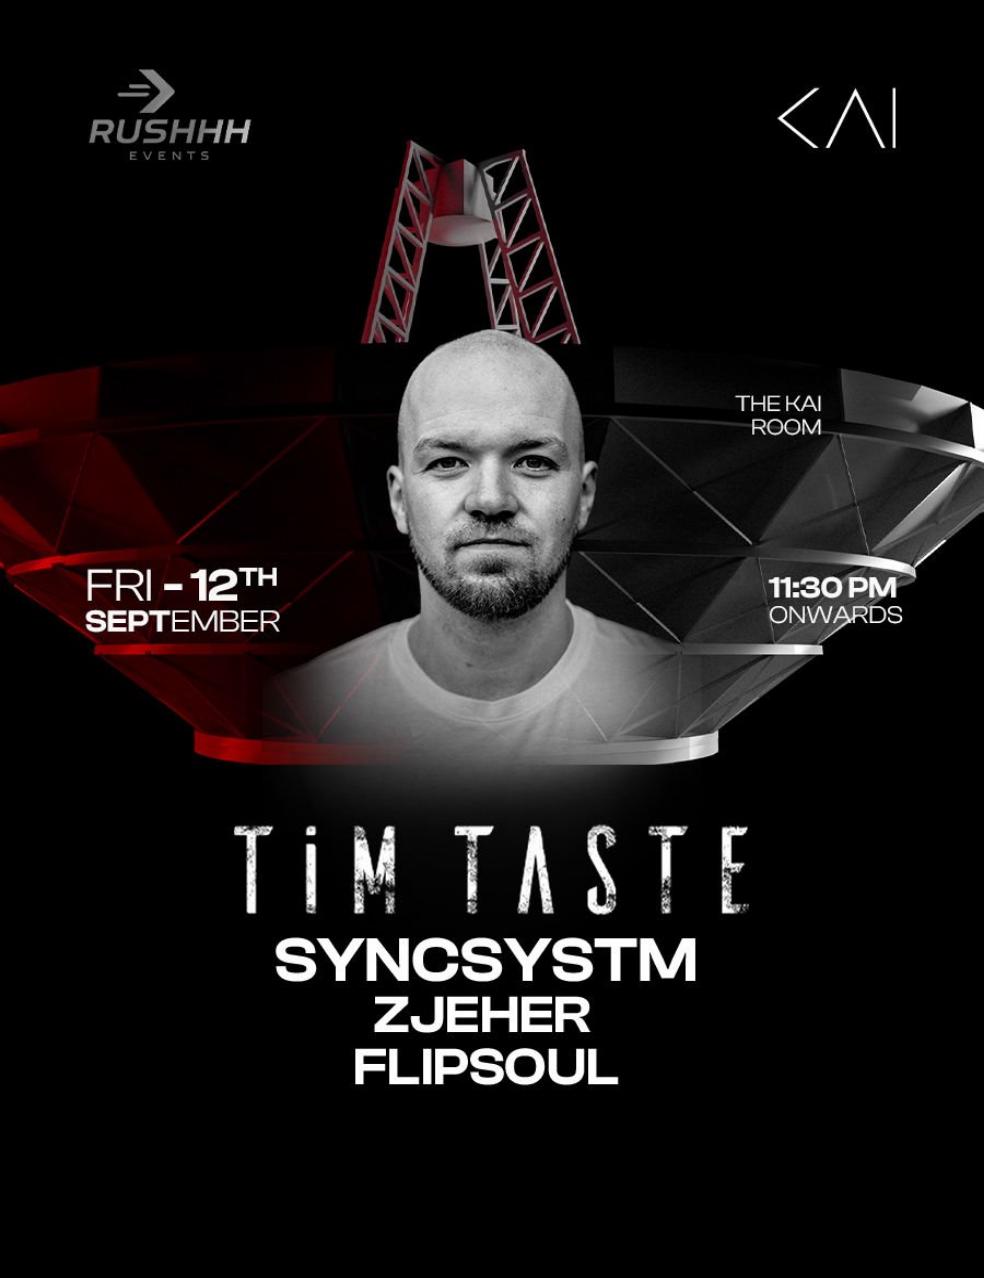 RUSHHH
EVENTS
KAI
THE KAI
ROOM
FRI - 12TH
SEPTEMBER
11:30 PM
ONWARDS
TiM TASTE
SYNCSYSTM
ZJEHER
FLIPSOUL